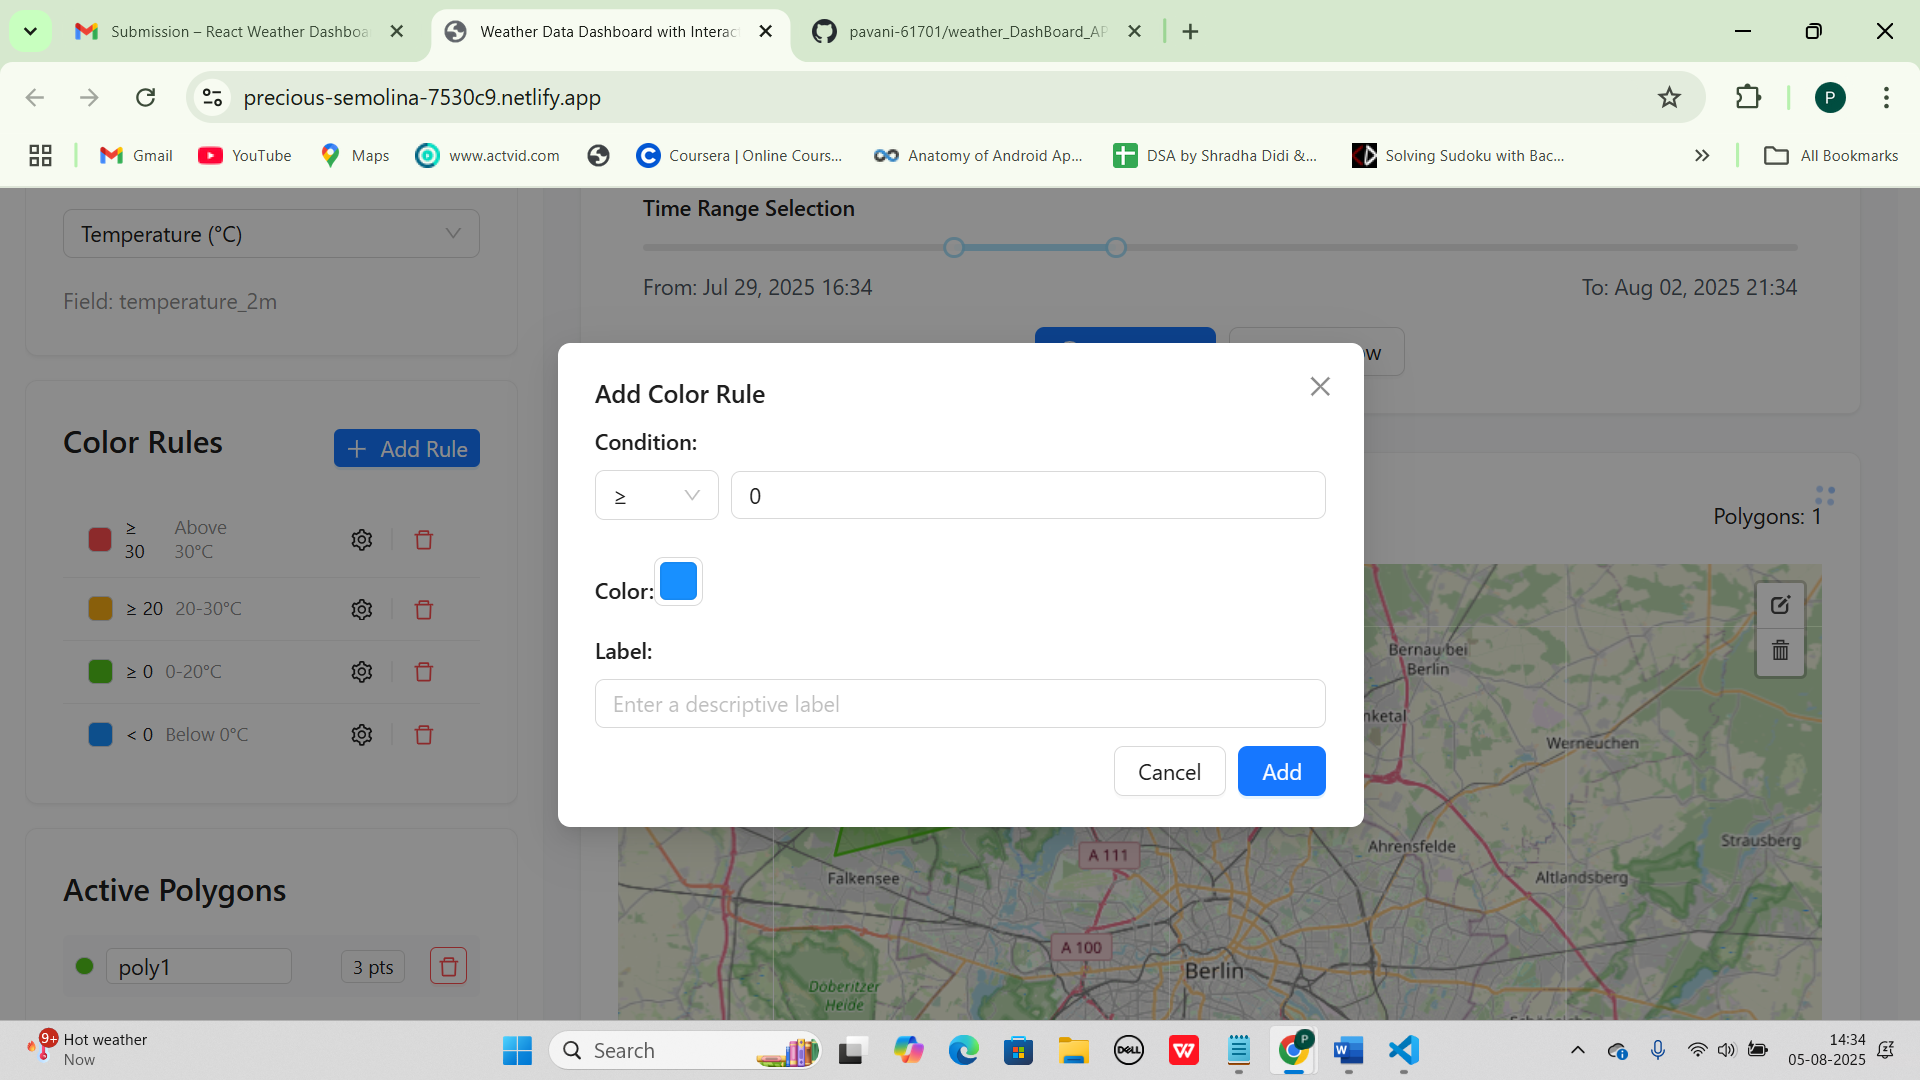 Submission – React Weather Dashboa
Weather Data Dashboard with Interac
pavani-61701/weather_DashBoard_AP
precious-semolina-7530c9.netlify.app
P
Gmail
YouTube
Maps
www.actvid.com
Coursera | Online Cours...
Anatomy of Android Ap...
DSA by Shradha Didi &...
Solving Sudoku with Bac...
All Bookmarks
Temperature (°C)
Field: temperature_2m
Time Range Selection
From: Jul 29, 2025 16:34
To: Aug 02, 2025 21:34
w
Color Rules
+ Add Rule
≥ 30 Above 30°C
≥ 20 20-30°C
≥ 0 0-20°C
< 0 Below 0°C
Active Polygons
poly1
3 pts
Add Color Rule
Condition:
≥
0
Color:
Label:
Enter a descriptive label
Cancel
Add
Polygons: 1
Bernau bei
Berlin
nketal
Werneuchen
Strausberg
Ahrensfelde
Altlandsberg
A 111
Falkensee
A 100
Berlin
Döberitzer
Heide
9+
Hot weather
Now
Search
DELL
P
14:34
05-08-2025